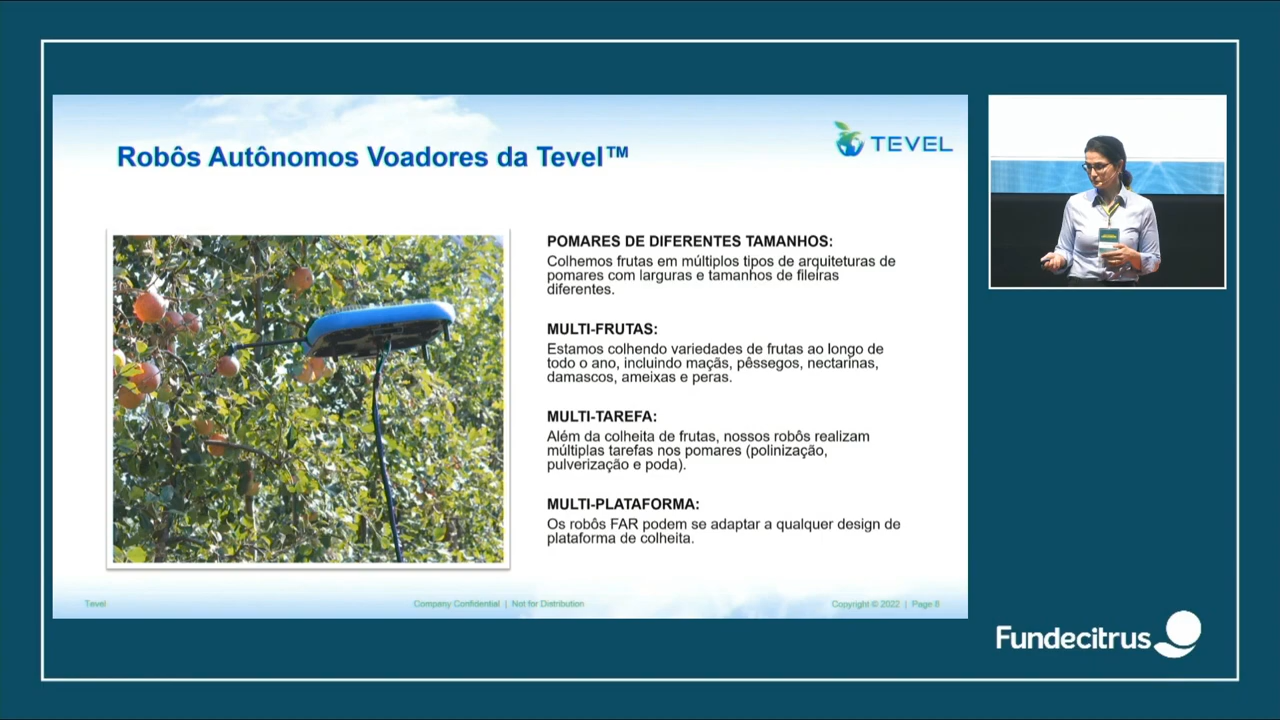 Robôs Autônomos Voadores da Tevel™
TEVEL
POMARES DE DIFERENTES TAMANHOS:
Colhemos frutas em múltiplos tipos de arquiteturas de
pomares com larguras e tamanhos de fileiras
diferentes.
MULTI-FRUTAS:
Estamos colhendo variedades de frutas ao longo de
todo o ano, incluindo maçãs, pêssegos, nectarinas,
damascos, ameixas e peras.
MULTI-TAREFA:
Além da colheita de frutas, nossos robôs realizam
múltiplas tarefas nos pomares (polinização,
pulverização e poda).
MULTI-PLATAFORMA:
Os robôs FAR podem se adaptar a qualquer design de
plataforma de colheita.
Tevel
Company Confidential | Not for Distribution
Copyright © 2022 | Page 8
Fundecitrus